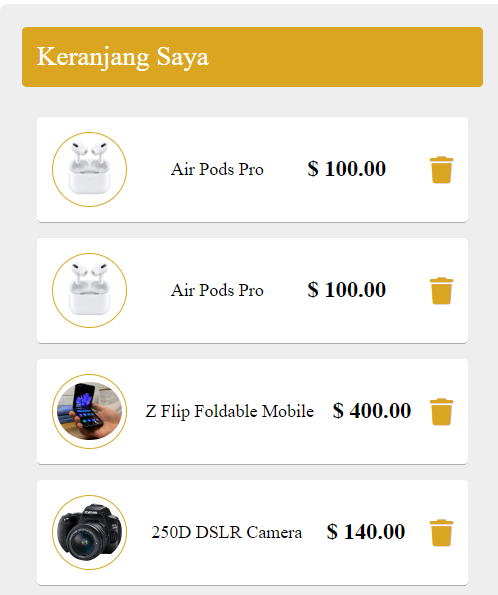 Keranjang Saya
Air Pods Pro $ 100.00
Air Pods Pro $ 100.00
Z Flip Foldable Mobile $ 400.00
250D DSLR Camera $ 140.00